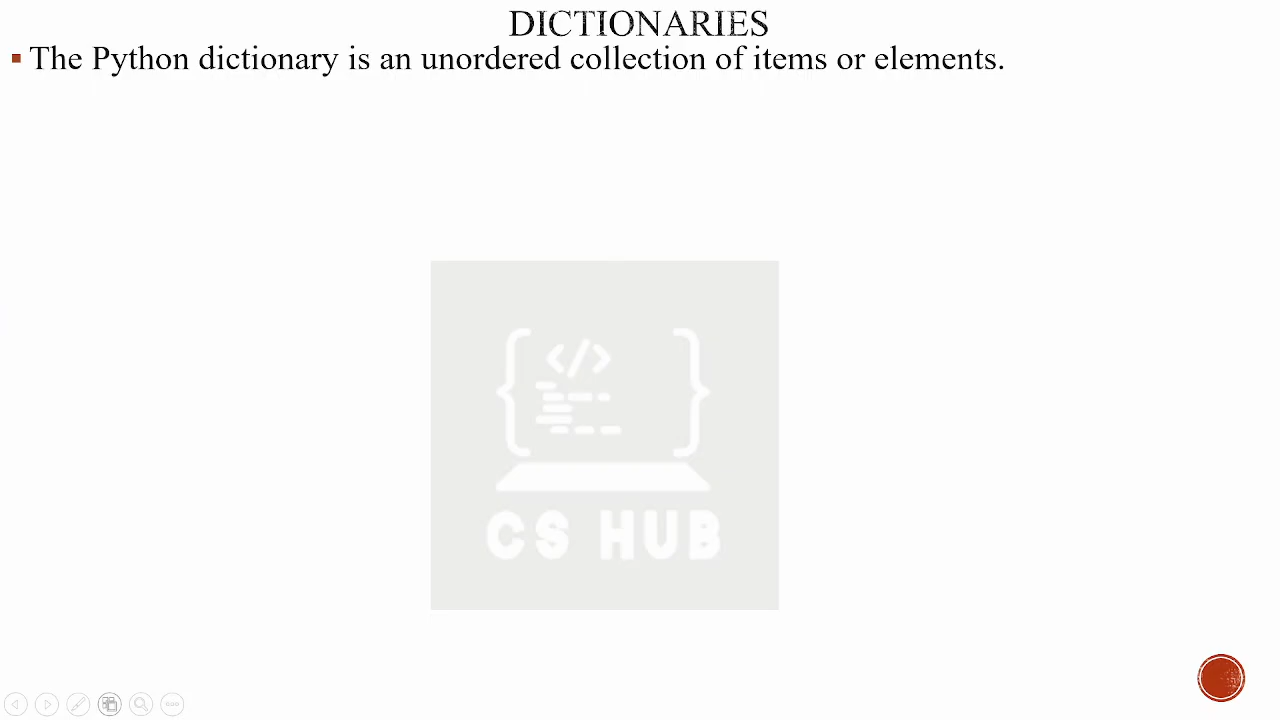 DICTIONARIES
The Python dictionary is an unordered collection of items or elements.
CS HUB